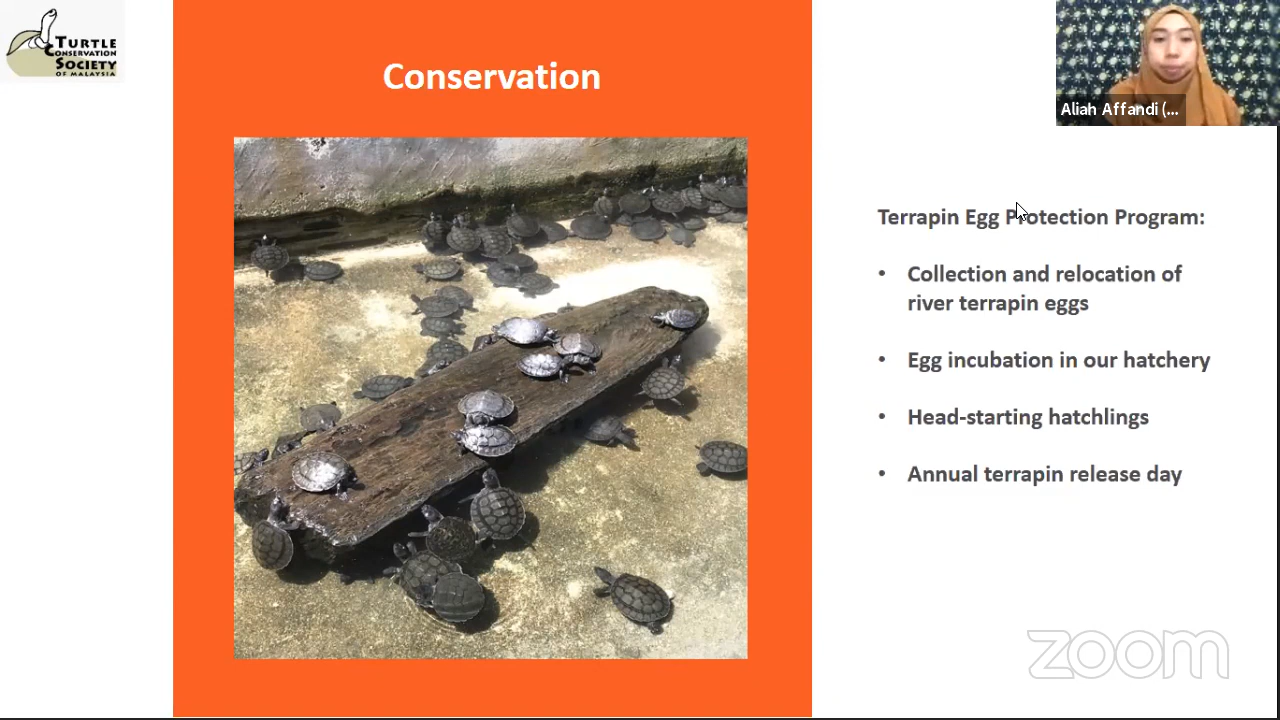 TURTLE
CONSERVATION
SOCIETY
OF MALAYSIA
Conservation
Aliah Affandi (...
Terrapin Egg Protection Program:
• Collection and relocation of
river terrapin eggs
• Egg incubation in our hatchery
• Head-starting hatchlings
• Annual terrapin release day
zoom